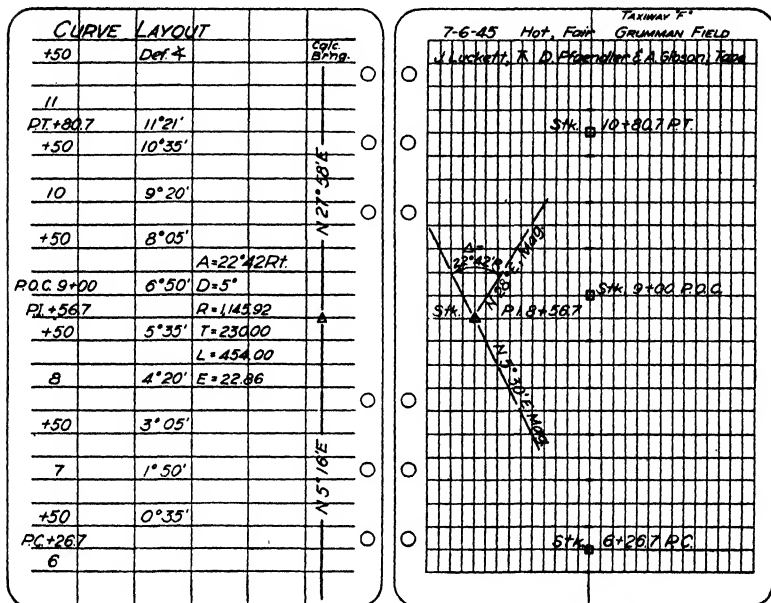 CURVE LAYOUT
+50 Def. ∡ Calc. Brng.
11
P.T. +80.7 11°21'
+50 10°35'
10 9°20'
+50 8°05'
A=22°42'Rt.
P.O.C. 9+00 6°50' D=5°
P.I. +56.7 R=1,145.92
+50 5°35' T=230.00
L=454.00
8 4°20' E=22.86
+50 3°05'
7 1°50'
+50 0°35'
P.C. +26.7
6
N 27°58'E
N 5°16'E
TAXIWAY "F"
7-6-45 Hot, Fair GRUMMAN FIELD
J. Luckett, ⊼ D. Pfaendler & A. Gibson, Tape
Stk. 10+80.7 P.T.
Δ=
22°42'Rt.
N 28°E, Mag.
Stk. 9+00 P.O.C.
Stk. P.I. 8+56.7
N 5°30'E Mag.
Stk. 6+26.7 P.C.